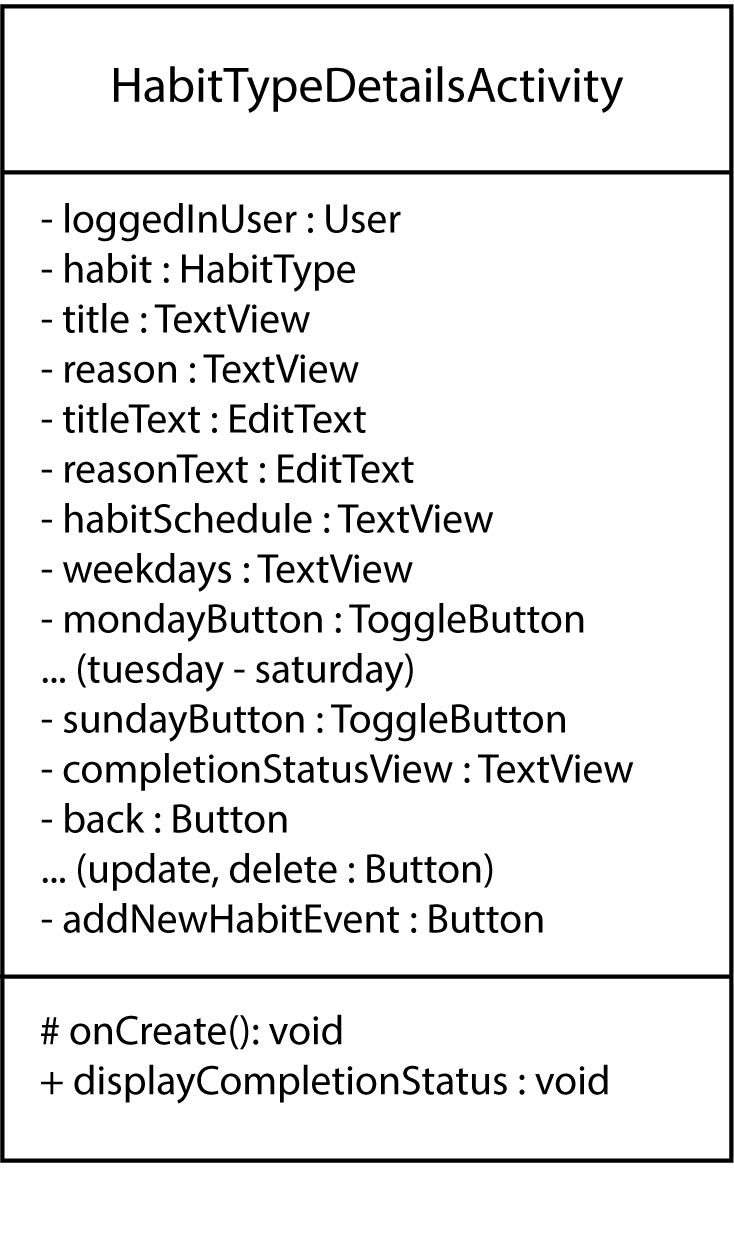 HabitTypeDetailsActivity
- loggedInUser : User
- habit : HabitType
- title : TextView
- reason : TextView
- titleText : EditText
- reasonText : EditText
- habitSchedule : TextView
- weekdays : TextView
- mondayButton : ToggleButton
... (tuesday - saturday)
- sundayButton : ToggleButton
- completionStatusView : TextView
- back : Button
... (update, delete : Button)
- addNewHabitEvent : Button
# onCreate(): void
+ displayCompletionStatus : void